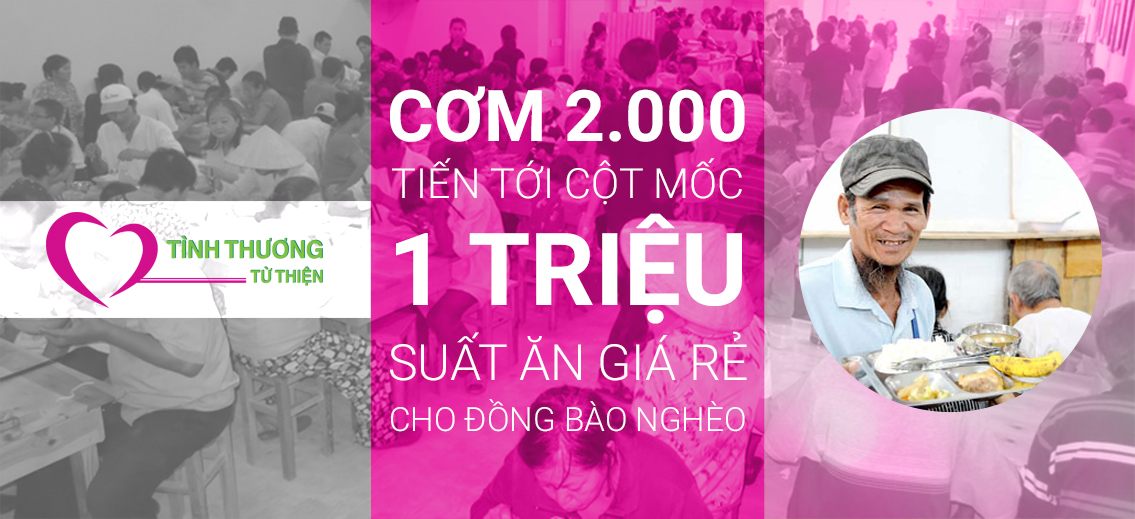 TÌNH THƯƠNG
TỪ THIỆN
CƠM 2.000
TIẾN TỚI CỘT MỐC
1 TRIỆU
SUẤT ĂN GIÁ RẺ
CHO ĐỒNG BÀO NGHÈO